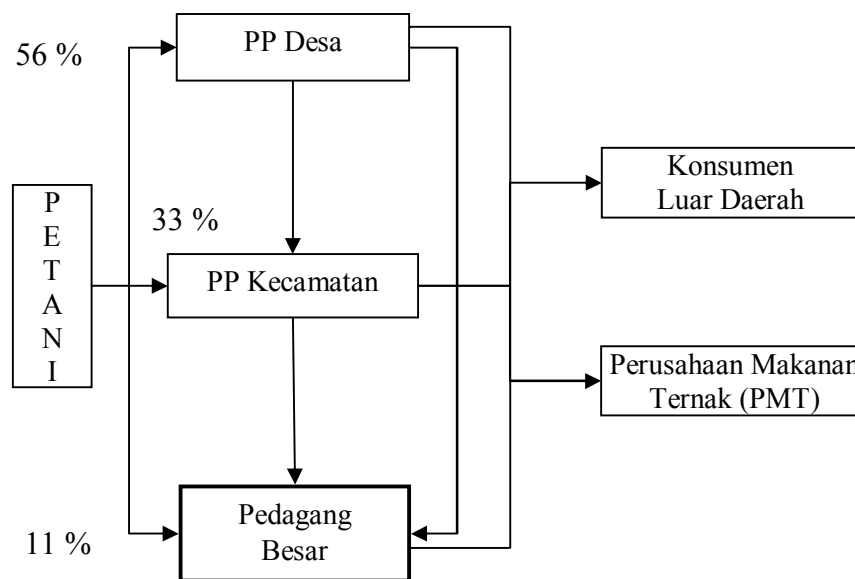 PP Desa
56 %
Konsumen
Luar Daerah
P
E
T
A
N
I
33 %
PP Kecamatan
Perusahaan Makanan
Ternak (PMT)
Pedagang
Besar
11 %